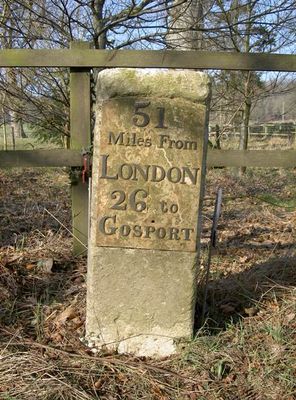 51
Miles From
LONDON
26 to
GOSPORT